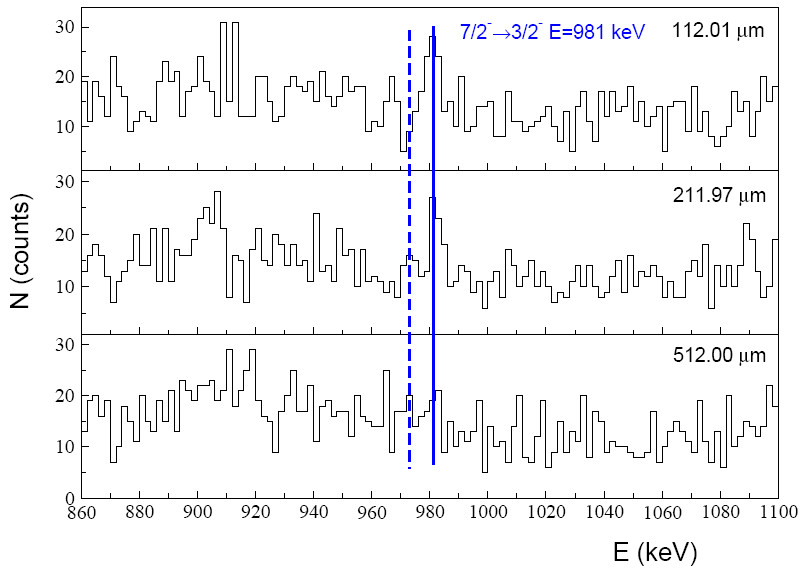 7/2⁻→3/2⁻ E=981 keV
112.01 μm
30
20
10
211.97 μm
30
20
10
512.00 μm
30
20
10
0
N (counts)
860 880 900 920 940 960 980 1000 1020 1040 1060 1080 1100
E (keV)